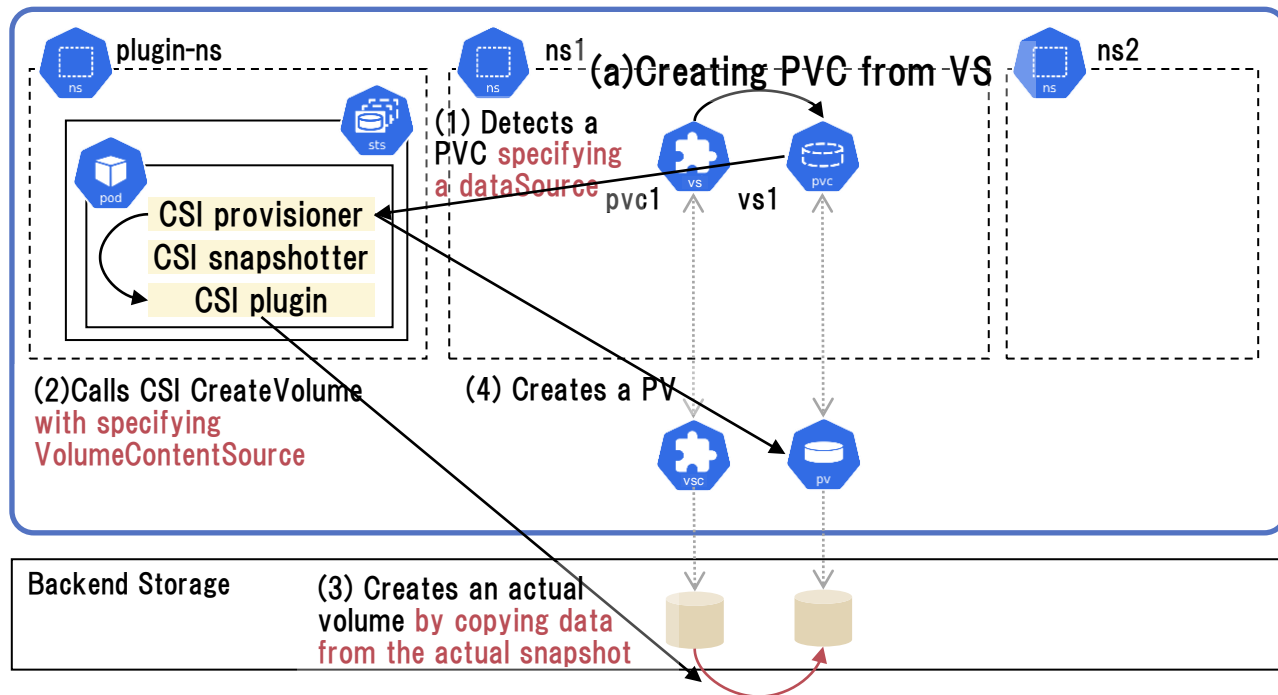 plugin-ns
ns
ns1
ns
(a)Creating PVC from VS
ns2
ns
sts
pod
CSI provisioner
CSI snapshotter
CSI plugin
(1) Detects a
PVC specifying
a dataSource
vs
pvc
pvc1
vs1
(2)Calls CSI CreateVolume
with specifying
VolumeContentSource
(4) Creates a PV
vsc
pv
Backend Storage
(3) Creates an actual
volume by copying data
from the actual snapshot